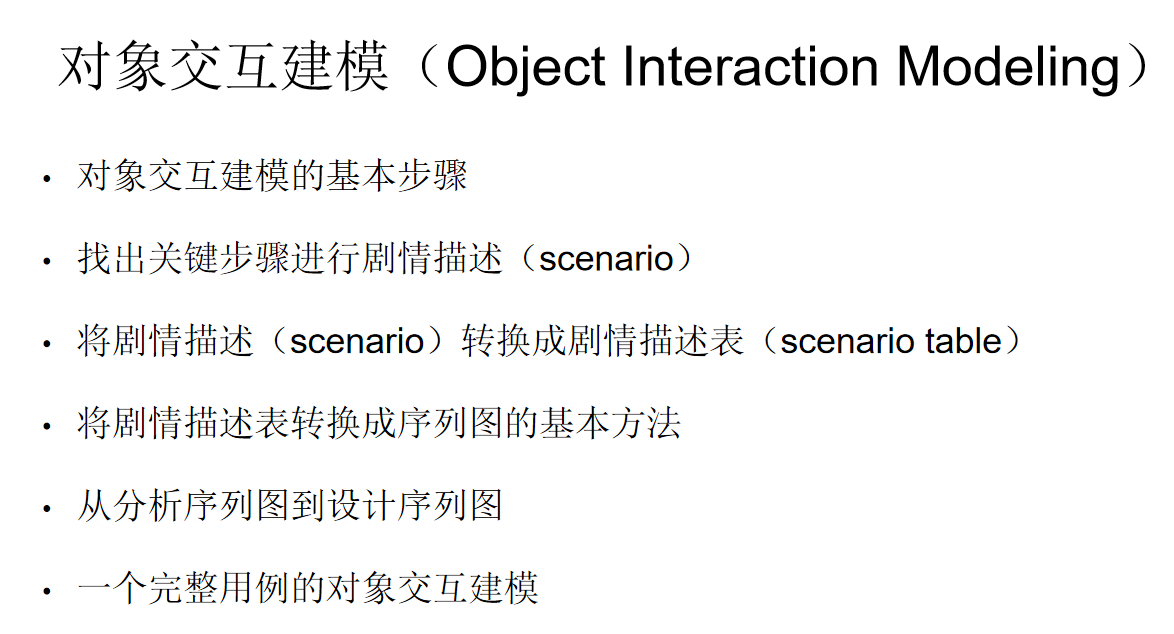 对象交互建模（Object Interaction Modeling）
• 对象交互建模的基本步骤
• 找出关键步骤进行剧情描述（scenario）
• 将剧情描述（scenario）转换成剧情描述表（scenario table）
• 将剧情描述表转换成序列图的基本方法
• 从分析序列图到设计序列图
• 一个完整用例的对象交互建模